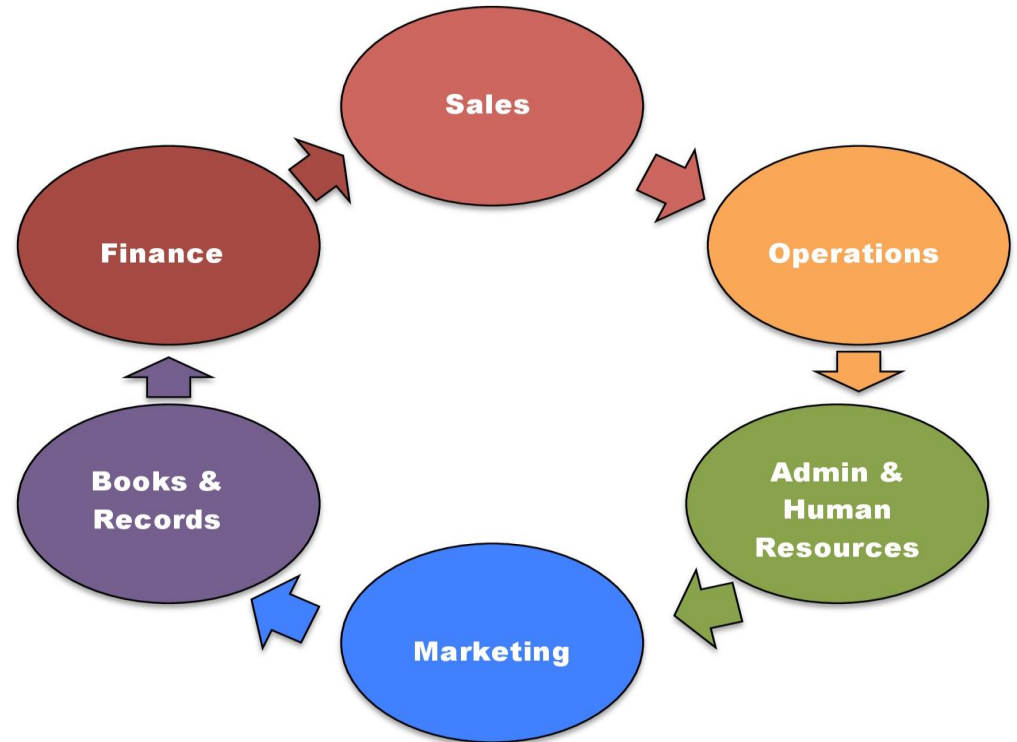 Sales
Operations
Admin &
Human
Resources
Marketing
Books &
Records
Finance